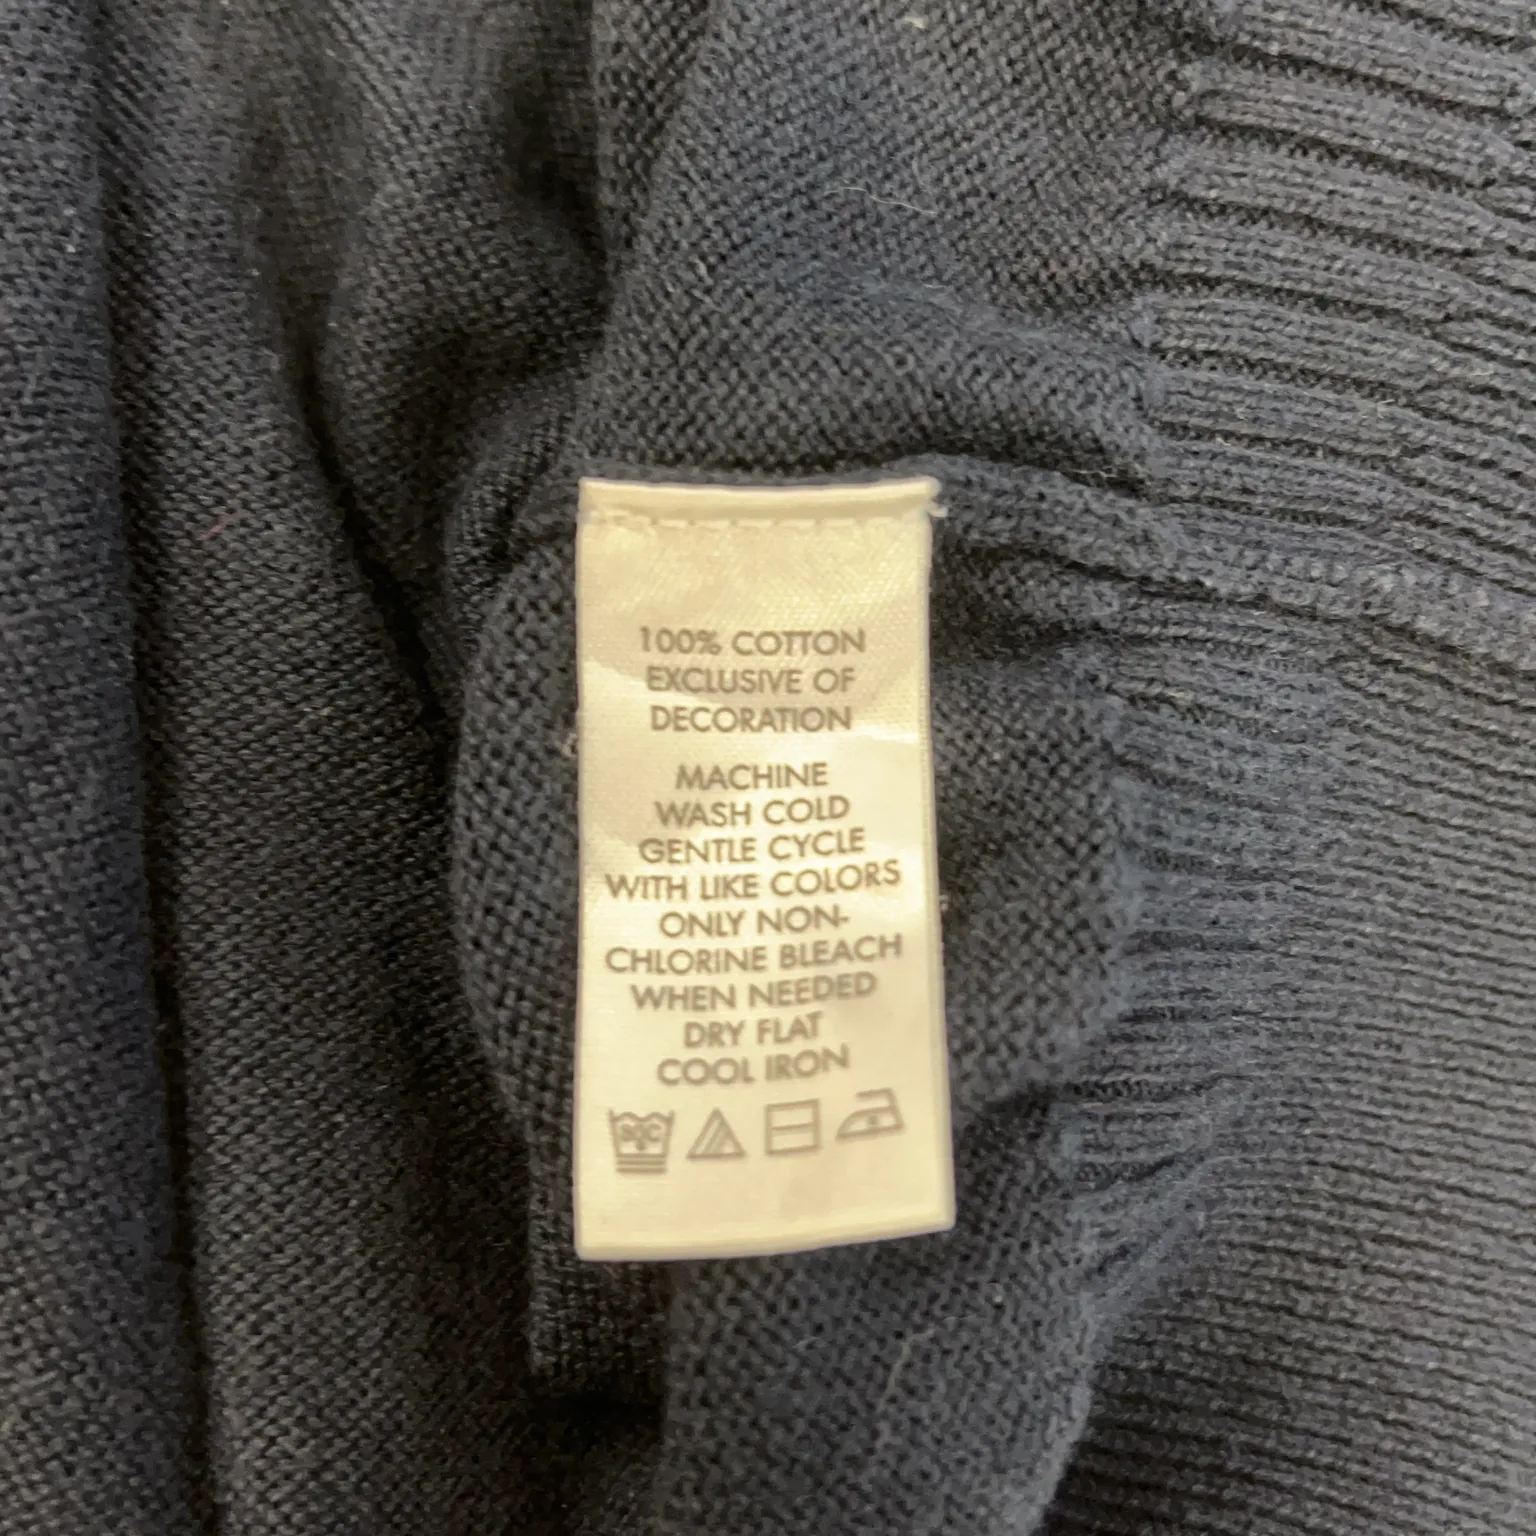 100% COTTON
EXCLUSIVE OF
DECORATION
MACHINE
WASH COLD
GENTLE CYCLE
WITH LIKE COLORS
ONLY NON-
CHLORINE BLEACH
WHEN NEEDED
DRY FLAT
COOL IRON